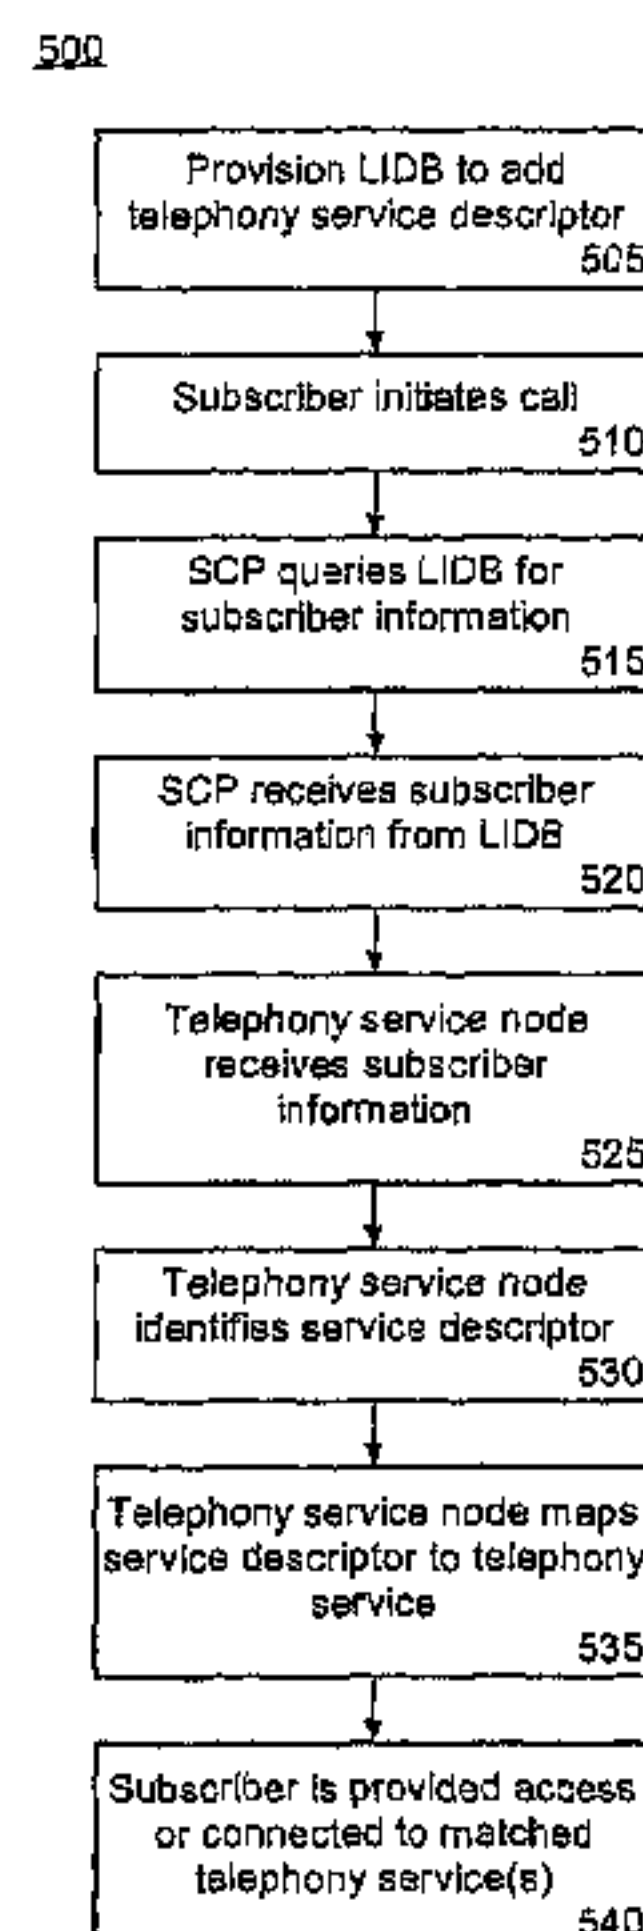 500
Provision LIDB to add
telephony service descriptor
505
Subscriber initiates call
510
SCP queries LIDB for
subscriber information
515
SCP receives subscriber
information from LIDB
520
Telephony service node
receives subscriber
information
525
Telephony service node
identifies service descriptor
530
Telephony service node maps
service descriptor to telephony
service
535
Subscriber is provided access
or connected to matched
telephony service(s)
540